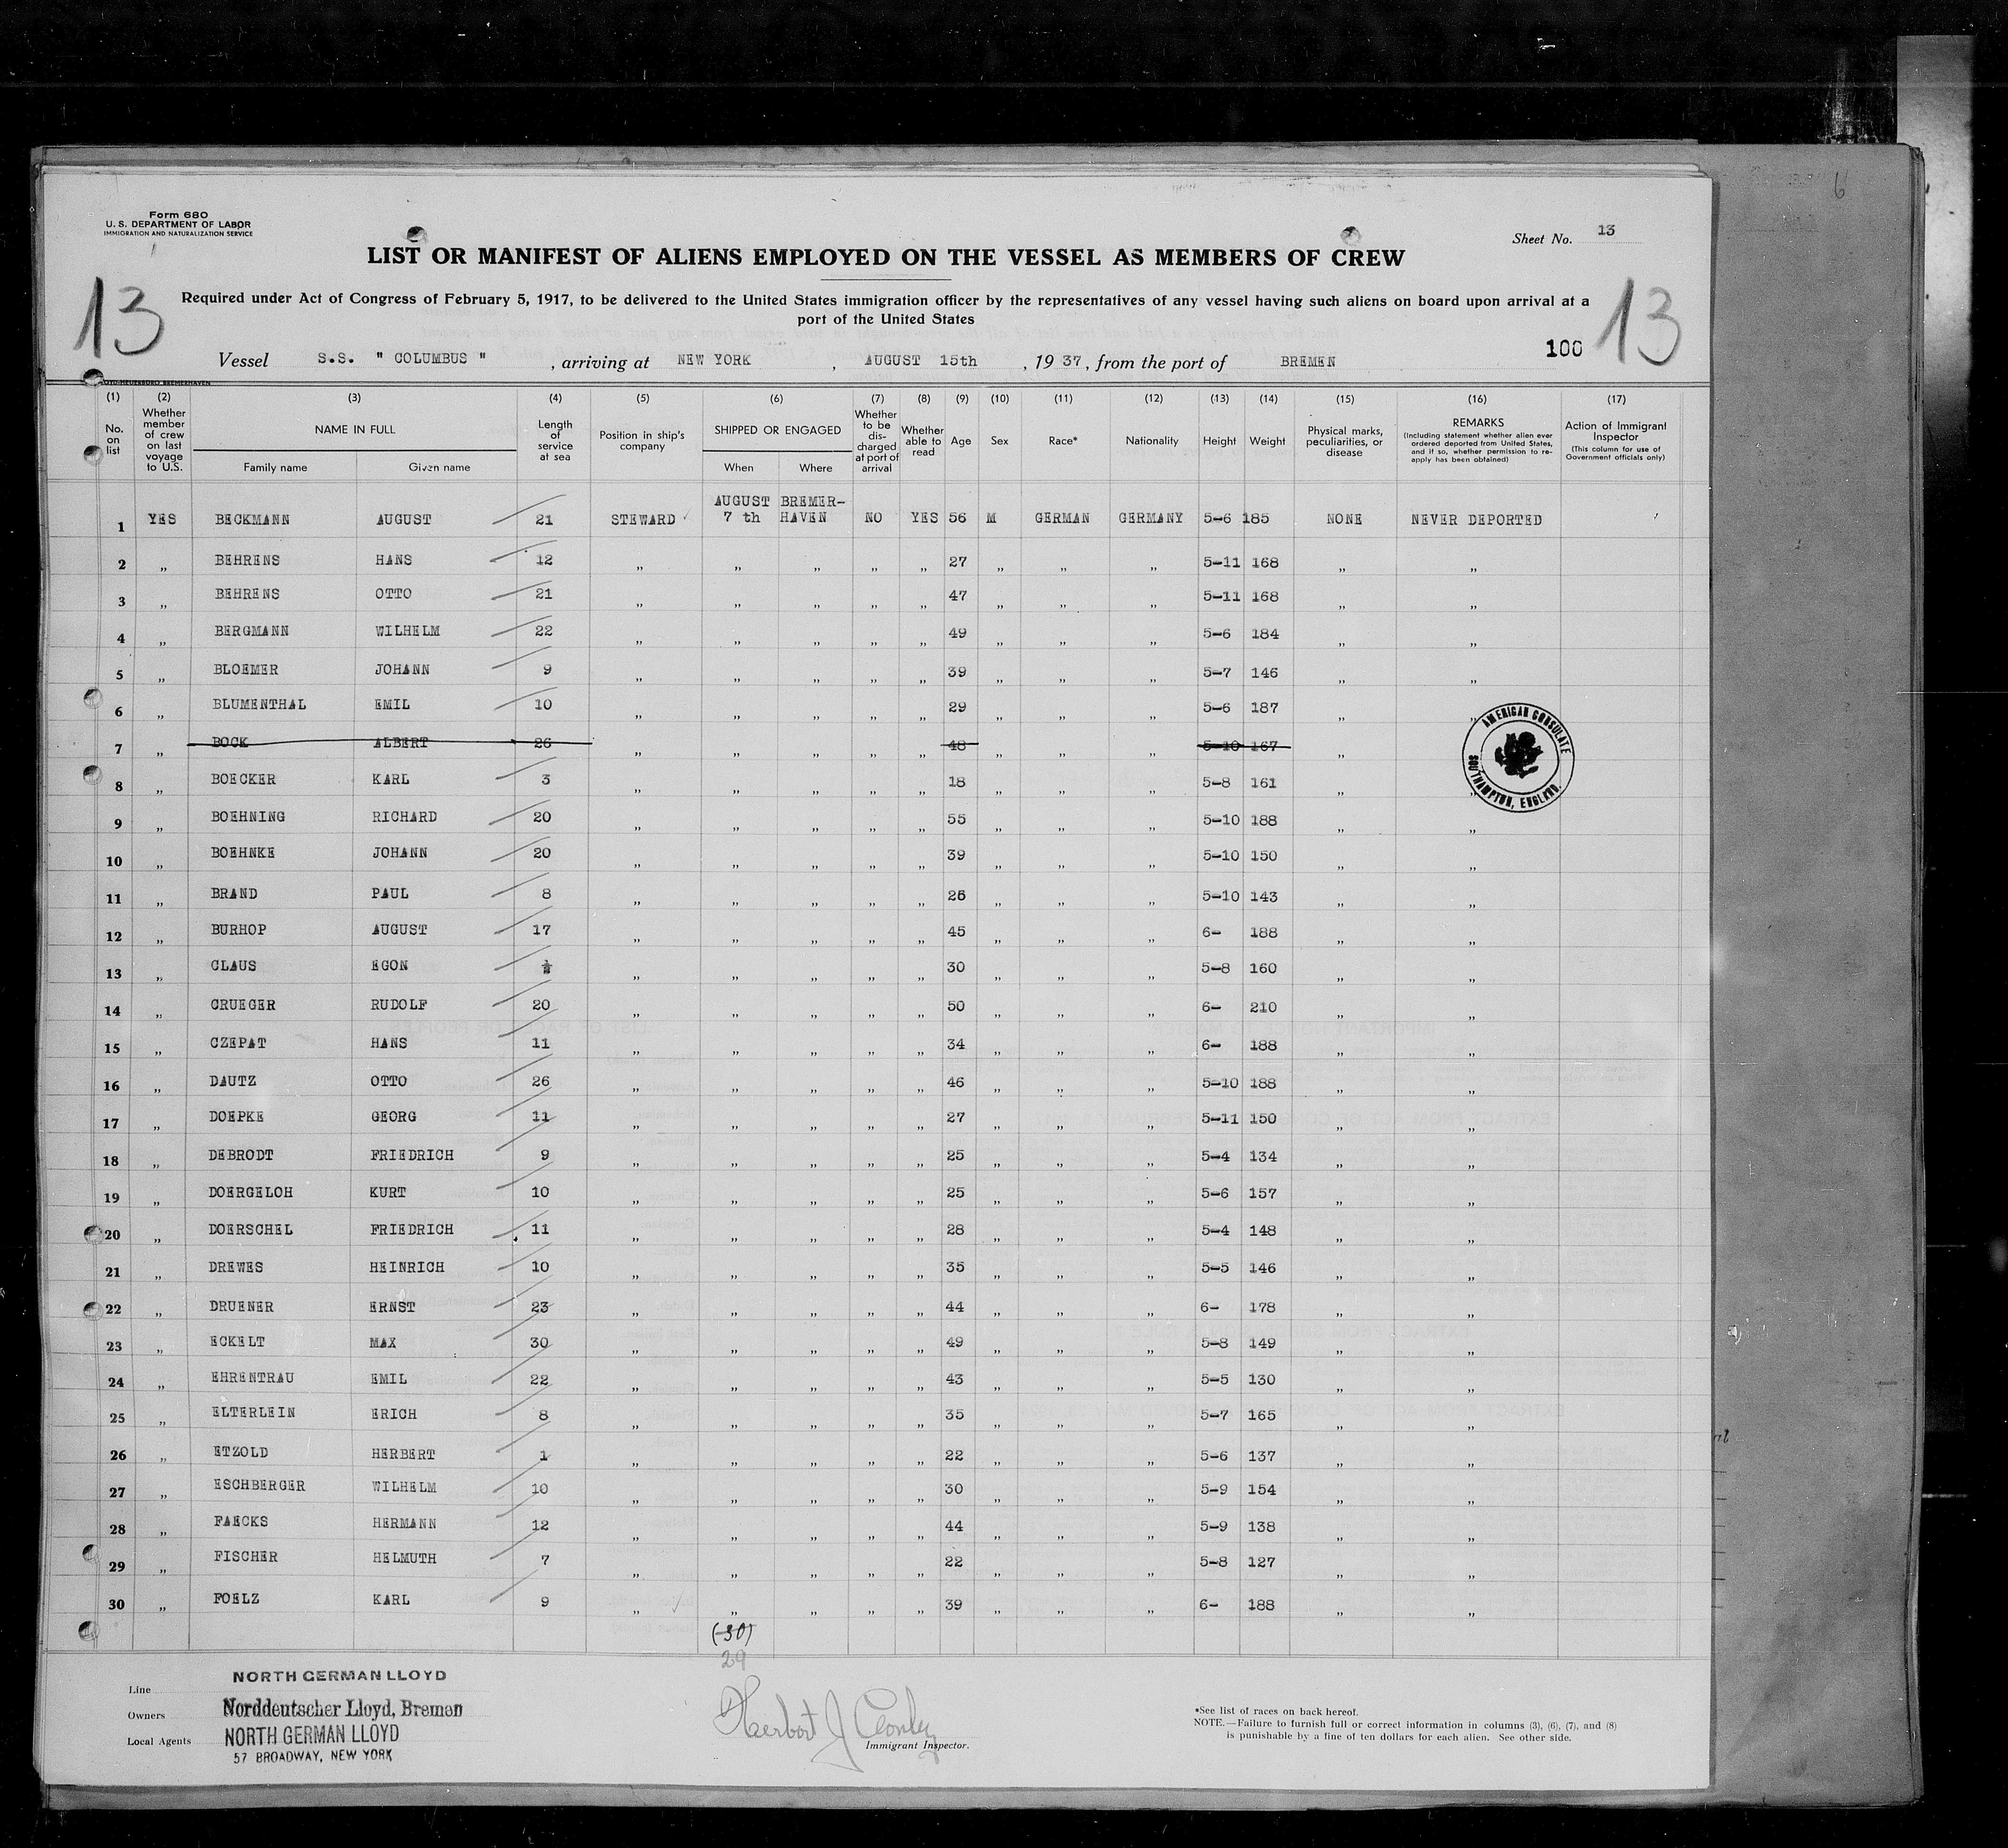 Form 680
U. S. DEPARTMENT OF LABOR
IMMIGRATION AND NATURALIZATION SERVICE
Sheet No. 13
LIST OR MANIFEST OF ALIENS EMPLOYED ON THE VESSEL AS MEMBERS OF CREW
13
13
Required under Act of Congress of February 5, 1917, to be delivered to the United States immigration officer by the representatives of any vessel having such aliens on board upon arrival at a
port of the United States
100
Vessel S.S. " COLUMBUS " , arriving at NEW YORK , AUGUST 15th , 19 37, from the port of BREMEN
(1) No. on list (2) Whether member of crew on last voyage to U.S. (3) NAME IN FULL Family name Given name (4) Length of service at sea (5) Position in ship's company (6) SHIPPED OR ENGAGED When Where (7) Whether to be dis- charged at port of arrival (8) Whether able to read (9) Age (10) Sex (11) Race* (12) Nationality (13) Height (14) Weight (15) Physical marks, peculiarities, or disease (16) REMARKS (Including statement whether alien ever ordered deported from United States, and if so, whether permission to re- apply has been obtained) (17) Action of Immigrant Inspector (This column for use of Government officials only)
1 YES BECKMANN AUGUST 21 STEWARD AUGUST 7 th BREMER- HAVEN NO YES 56 M GERMAN GERMANY 5-6 185 NONE NEVER DEPORTED
2 „ BEHRENS HANS 12 „ „ „ „ „ 27 „ „ „ 5-11 168 „ „
3 „ BEHRENS OTTO 21 „ „ „ „ „ 47 „ „ „ 5-11 168 „ „
4 „ BERGMANN WILHELM 22 „ „ „ „ „ 49 „ „ „ 5-6 184 „ „
5 „ BLOEMER JOHANN 9 „ „ „ „ „ 39 „ „ „ 5-7 146 „ „
6 „ BLUMENTHAL EMIL 10 „ „ „ „ „ 29 „ „ „ 5-6 187 „ „
7 „ BOCK ALBERT 26 „ „ „ „ „ 48 „ „ „ 5-10 167 „
AMERICAN CONSULATE
SOUTHAMPTON, ENGLAND.
8 „ BOECKER KARL 3 „ „ „ „ „ 18 „ „ „ 5-8 161 „ „
9 „ BOEHNING RICHARD 20 „ „ „ „ „ 55 „ „ „ 5-10 188 „ „
10 „ BOEHNKE JOHANN 20 „ „ „ „ „ 39 „ „ „ 5-10 150 „ „
11 „ BRAND PAUL 8 „ „ „ „ „ 26 „ „ „ 5-10 143 „ „
12 „ BURHOP AUGUST 17 „ „ „ „ „ 45 „ „ „ 6- 188 „ „
13 „ CLAUS EGON ½ „ „ „ „ „ 30 „ „ „ 5-8 160 „ „
14 „ CRUEGER RUDOLF 20 „ „ „ „ „ 50 „ „ „ 6- 210 „ „
15 „ CZEPAT HANS 11 „ „ „ „ „ 34 „ „ „ 6- 188 „ „
16 „ DAUTZ OTTO 26 „ „ „ „ „ 46 „ „ „ 5-10 188 „ „
17 „ DOEPKE GEORG 11 „ „ „ „ „ 27 „ „ „ 5-11 150 „ „
18 „ DEBRODT FRIEDRICH 9 „ „ „ „ „ 25 „ „ „ 5-4 134 „ „
19 „ DOERGELOH KURT 10 „ „ „ „ „ 25 „ „ „ 5-6 157 „ „
20 „ DOERSCHEL FRIEDRICH 11 „ „ „ „ „ 28 „ „ „ 5-4 148 „ „
21 „ DREWES HEINRICH 10 „ „ „ „ „ 35 „ „ „ 5-5 146 „ „
22 „ DRUENER ERNST 23 „ „ „ „ „ 44 „ „ „ 6- 178 „ „
23 „ ECKELT MAX 30 „ „ „ „ „ 49 „ „ „ 5-8 149 „ „
24 „ EHRENTRAU EMIL 22 „ „ „ „ „ 43 „ „ „ 5-5 130 „ „
25 „ ELTERLEIN ERICH 8 „ „ „ „ „ 35 „ „ „ 5-7 165 „ „
26 „ ETZOLD HERBERT 1 „ „ „ „ „ 22 „ „ „ 5-6 137 „ „
27 „ ESCHBERGER WILHELM 10 „ „ „ „ „ 30 „ „ „ 5-9 154 „ „
28 „ FAECKS HERMANN 12 „ „ „ „ „ 44 „ „ „ 5-9 138 „ „
29 „ FISCHER HELMUTH 7 „ „ „ „ „ 22 „ „ „ 5-8 127 „ „
30 „ FOELZ KARL 9 „ „ „ „ „ 39 „ „ „ 6- 188 „ „
(30)
29
Line NORTH GERMAN LLOYD
Owners Norddeutscher Lloyd, Bremen
Local Agents NORTH GERMAN LLOYD
57 BROADWAY, NEW YORK
Herbert J Conley
Immigrant Inspector.
*See list of races on back hereof.
NOTE.—Failure to furnish full or correct information in columns (3), (6), (7), and (8)
is punishable by a fine of ten dollars for each alien. See other side.